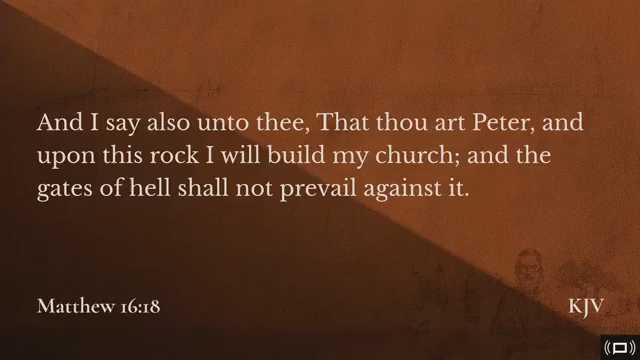 And I say also unto thee, That thou art Peter, and
upon this rock I will build my church; and the
gates of hell shall not prevail against it.
Matthew 16:18
KJV